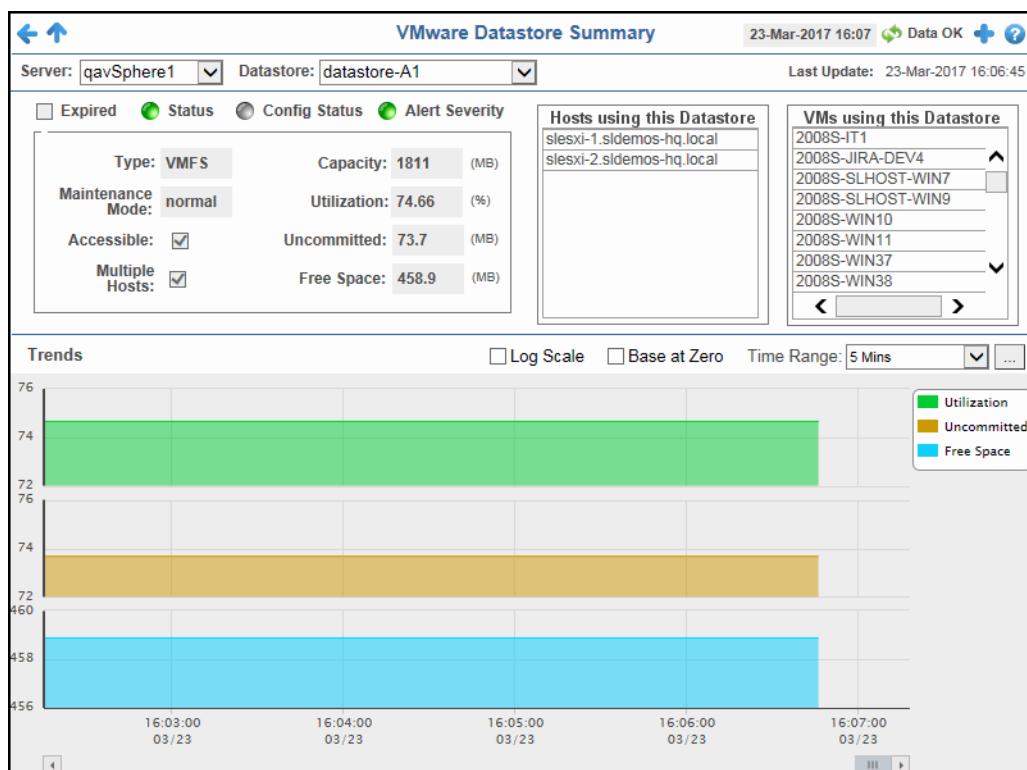 VMware Datastore Summary
23-Mar-2017 16:07 Data OK
Server: qavSphere1 Datastore: datastore-A1
Last Update: 23-Mar-2017 16:06:45
Expired Status Config Status Alert Severity
Type: VMFS Capacity: 1811 (MB)
Maintenance Mode: normal Utilization: 74.66 (%)
Accessible: Uncommitted: 73.7 (MB)
Multiple Hosts: Free Space: 458.9 (MB)
Hosts using this Datastore
slesxi-1.sldemos-hq.local
slesxi-2.sldemos-hq.local
VMs using this Datastore
2008S-IT1
2008S-JIRA-DEV4
2008S-SLHOST-WIN7
2008S-SLHOST-WIN9
2008S-WIN10
2008S-WIN11
2008S-WIN37
2008S-WIN38
Trends Log Scale Base at Zero Time Range: 5 Mins ...
76
74
72
76
74
72
460
458
456
Utilization
Uncommitted
Free Space
16:03:00 16:04:00 16:05:00 16:06:00 16:07:00
03/23 03/23 03/23 03/23 03/23